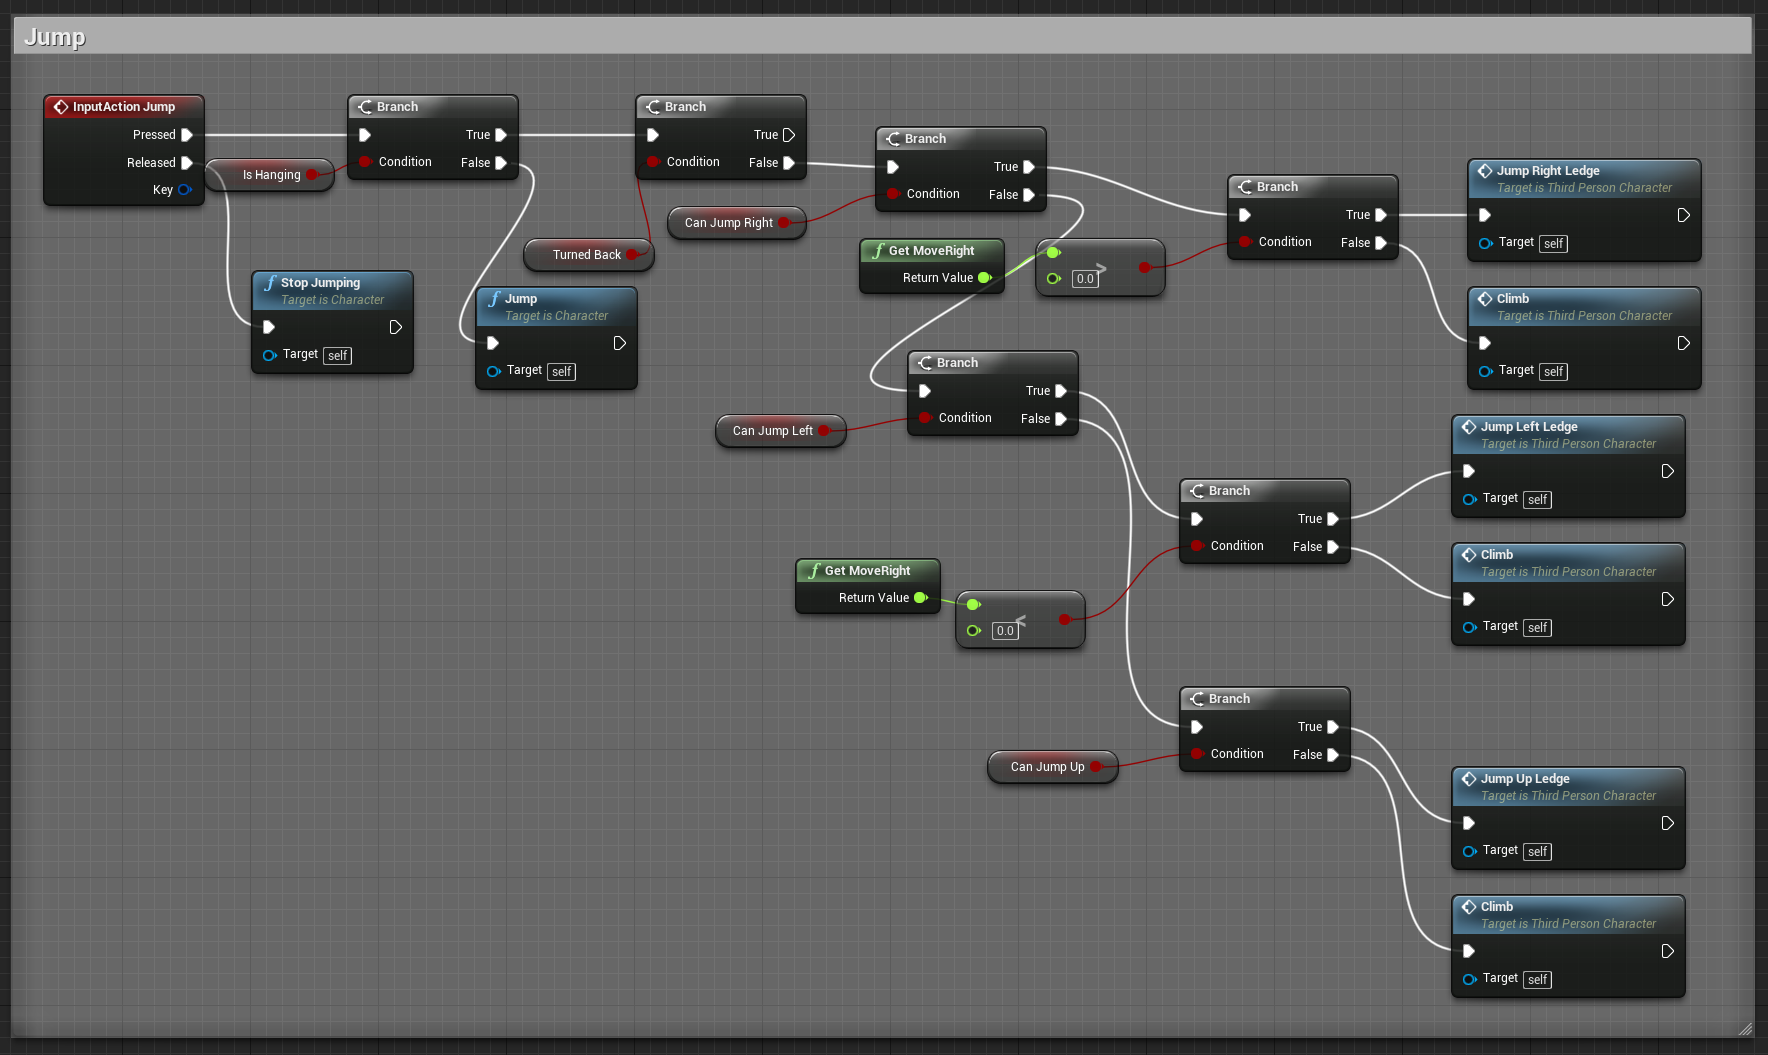 Jump
InputAction Jump
Pressed
Released
Key
Is Hanging
Branch
True
Condition
False
Stop Jumping
Target is Character
Target self
Jump
Target is Character
Target self
Turned Back
Branch
True
Condition
False
Can Jump Right
Branch
True
Condition
False
Get MoveRight
Return Value
0.0 >
Branch
True
Condition
False
Jump Right Ledge
Target is Third Person Character
Target self
Climb
Target is Third Person Character
Target self
Can Jump Left
Branch
True
Condition
False
Get MoveRight
Return Value
0.0 <
Branch
True
Condition
False
Jump Left Ledge
Target is Third Person Character
Target self
Climb
Target is Third Person Character
Target self
Can Jump Up
Branch
True
Condition
False
Jump Up Ledge
Target is Third Person Character
Target self
Climb
Target is Third Person Character
Target self